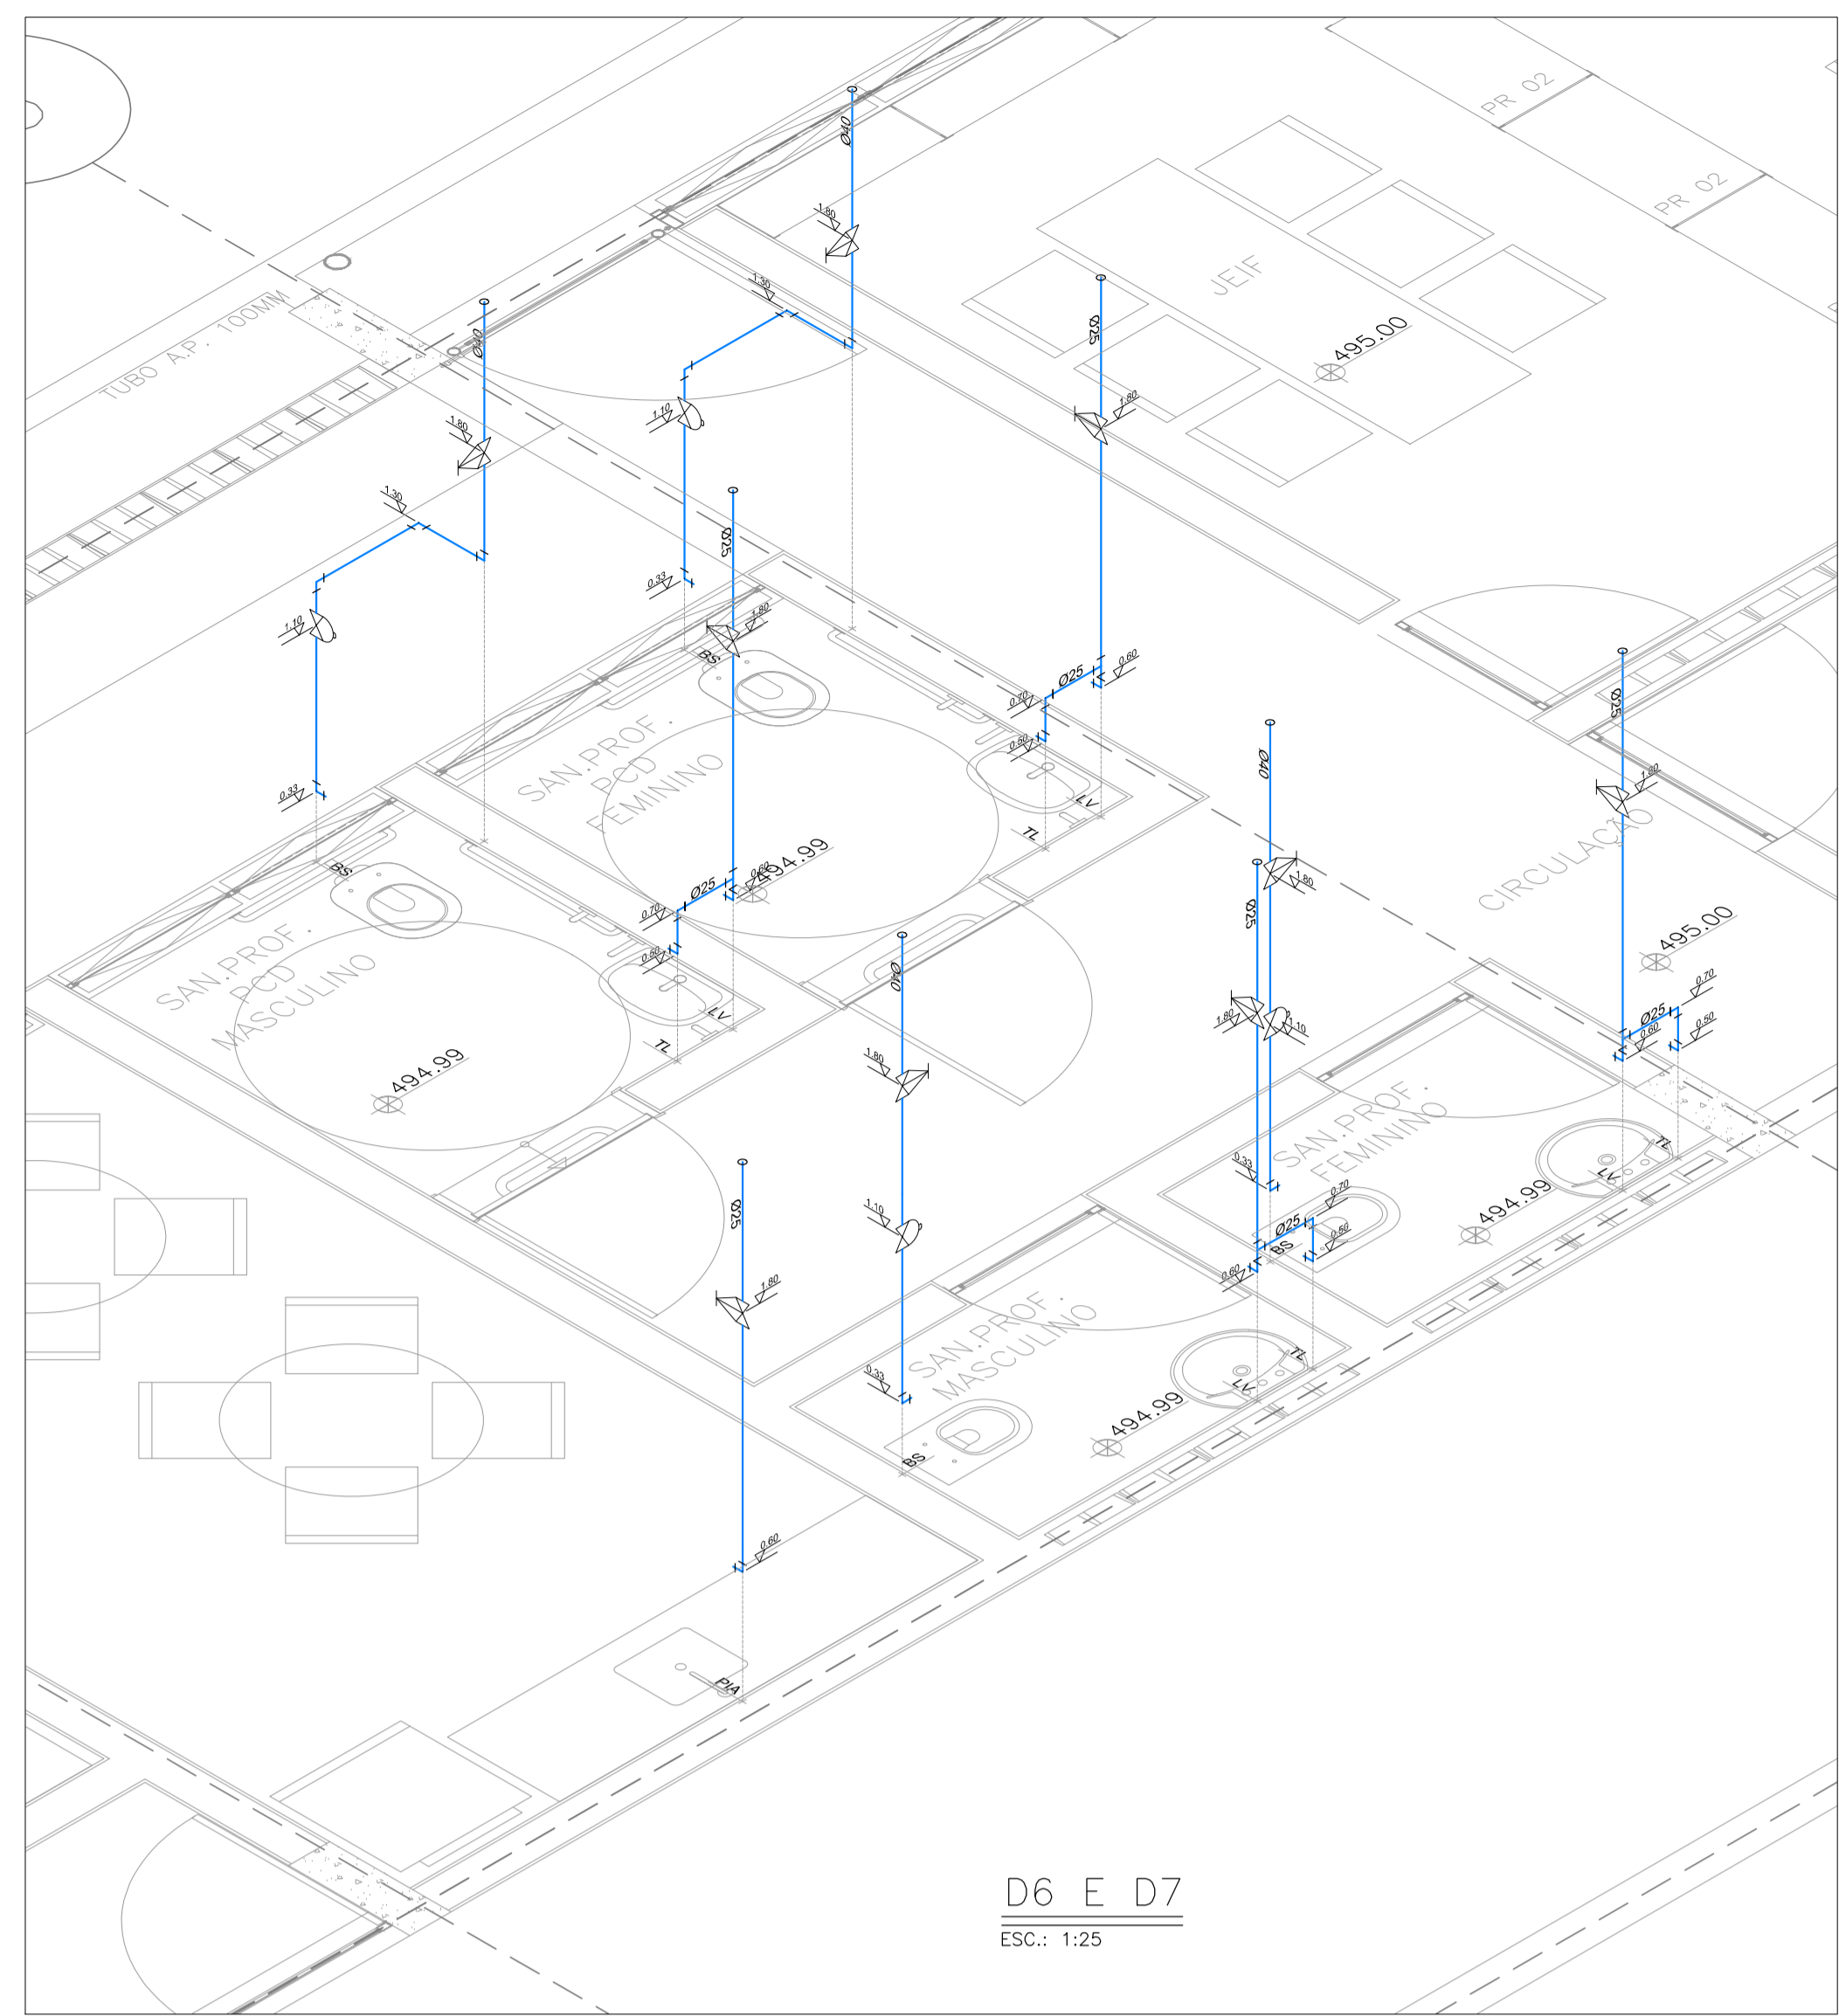 PR 02
Ø40
PR 02
1.80
JEIF
TUBO A.P. 100MM
1.30
Ø40
Ø25
495.00
1.10
1.80
1.80
1.30
Ø25
0.33
1.10
1.80
BS
0.60
Ø25
0.70
Ø25
SAN.PROF.
PCD
FEMININO
0.50
Ø40
0.33
LV
1.80
TL
CIRCULAÇÃO
BS
494.99
0.60
Ø25
1.80
0.70
Ø25
495.00
SAN.PROF.
PCD
MASCULINO
0.50
Ø40
LV
1.80
1.10
0.70
Ø25
0.60
0.50
TL
494.99
1.80
SAN.PROF.
FEMININO
TL
LV
Ø25
1.10
0.33
0.70
494.99
Ø25
0.50
BS
0.60
1.80
SAN.PROF.
MASCULINO
TL
LV
0.33
494.99
BS
0.60
PIA
D6 E D7
ESC.: 1:25